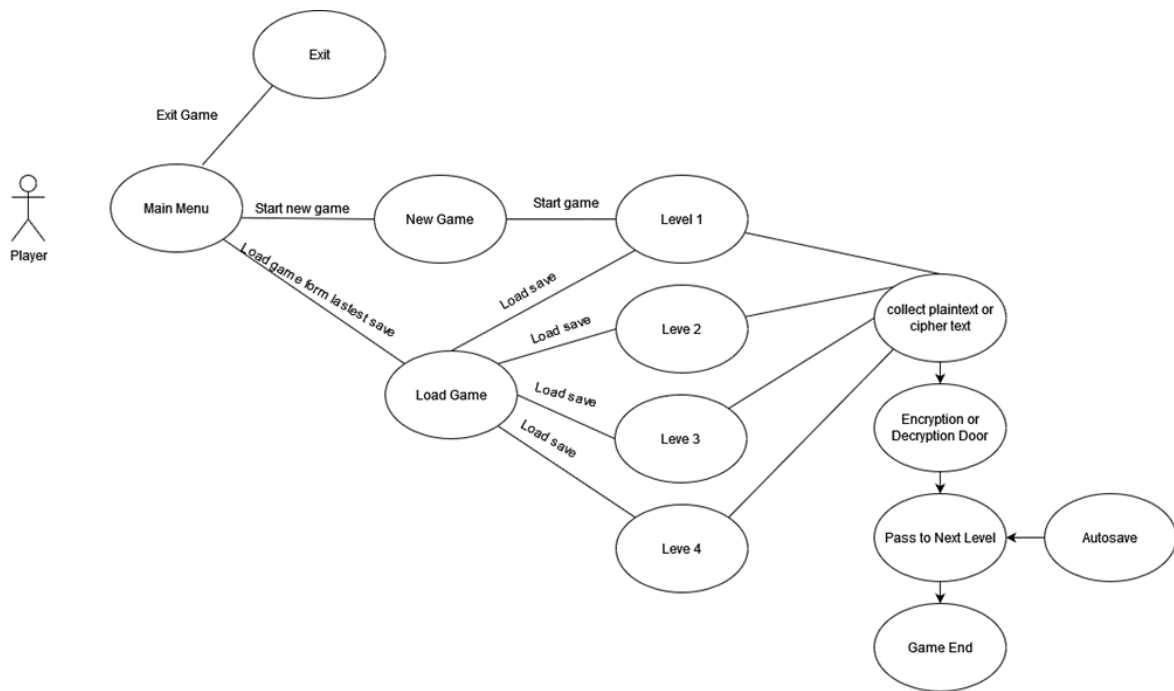 Exit
Exit Game
Main Menu
Player
Start new game
New Game
Start game
Level 1
Load game form lastest save
Load Game
Load save
Load save
Leve 2
Load save
Leve 3
Load save
Leve 4
collect plaintext or
cipher text
Encryption or
Decryption Door
Pass to Next Level
Autosave
Game End